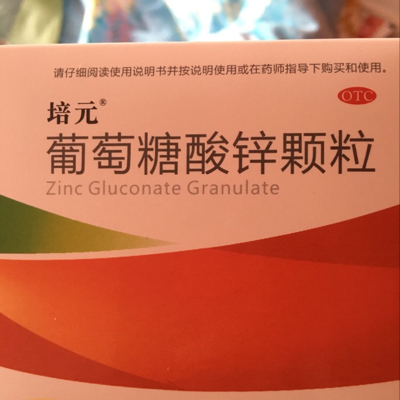 请仔细阅读使用说明书并按说明使用或在药师指导下购买和使用。
OTC
培元®
葡萄糖酸锌颗粒
Zinc Gluconate Granulate